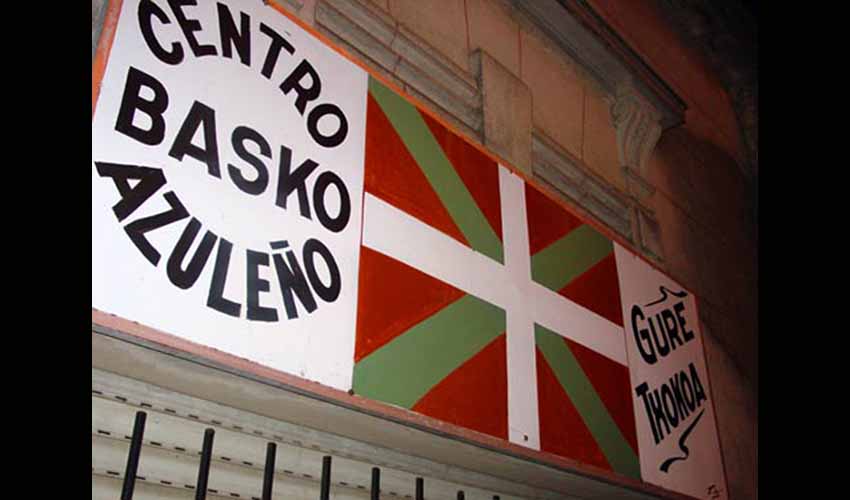 CENTRO
BASKO
AZULEÑO
GURE
TXOKOA